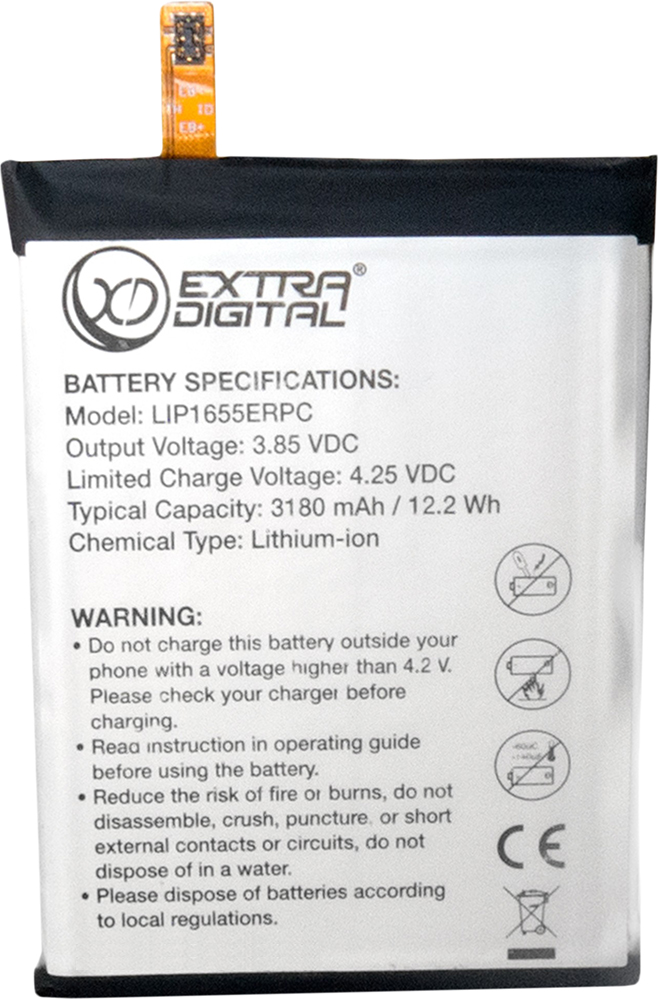 EB-
H ID
EB+
XD EXTRA®
DIGITAL
BATTERY SPECIFICATIONS:
Model: LIP1655ERPC
Output Voltage: 3.85 VDC
Limited Charge Voltage: 4.25 VDC
Typical Capacity: 3180 mAh / 12.2 Wh
Chemical Type: Lithium-ion
WARNING:
• Do not charge this battery outside your
phone with a voltage higher than 4.2 V.
Please check your charger before
charging.
• Read instruction in operating guide
before using the battery.
• Reduce the risk of fire or burns, do not
disassemble, crush, puncture, or short
external contacts or circuits, do not
dispose of in a water.
• Please dispose of batteries according
to local regulations.
CE